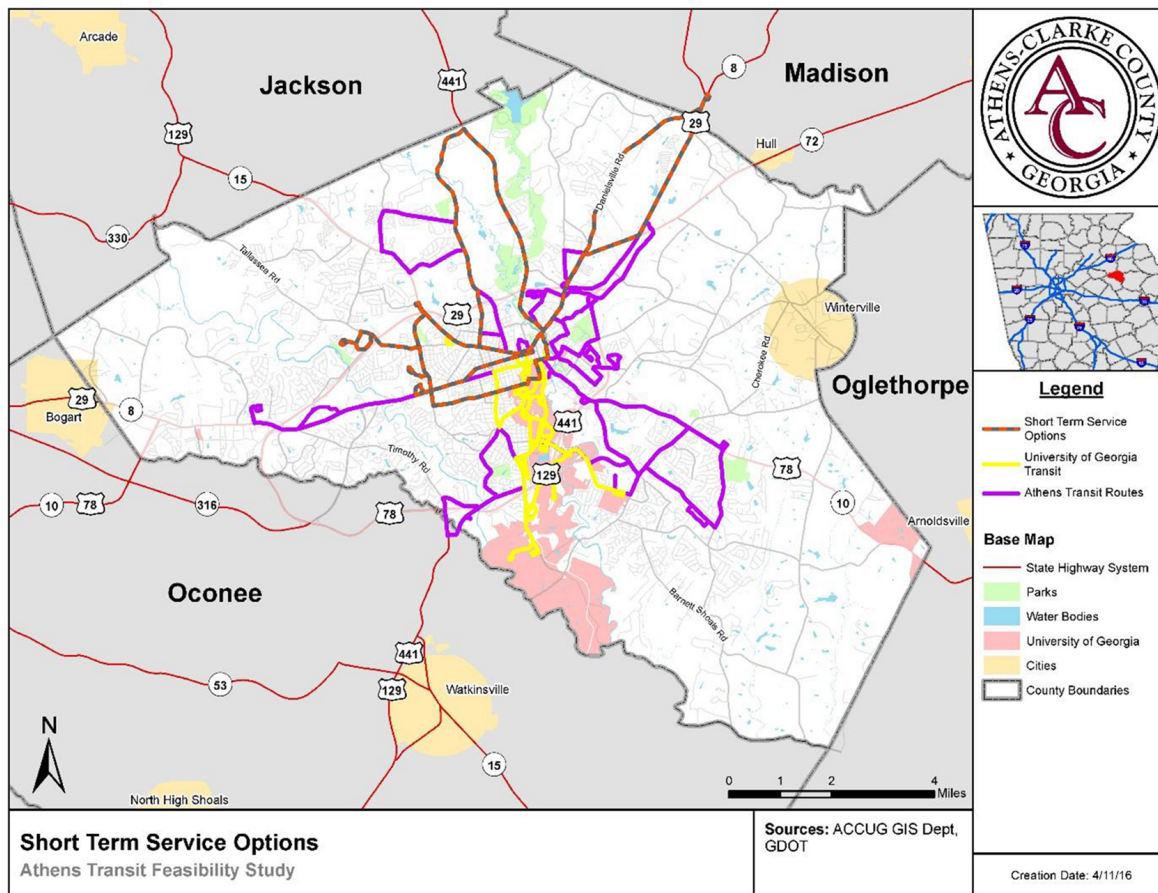 Arcade
Jackson
Madison
441
8
129
29
Hull
72
15
Danielsville Rd
330
Tallassee Rd
29
Winterville
Cherokee Rd
Oglethorpe
29
8
Bogart
441
Timothy Rd
129
78
10
78
316
78
10
Arnoldsville
Oconee
Barnett Shoals Rd
441
53
129
Watkinsville
15
N
North High Shoals
0 1 2 4
Miles
ATHENS-CLARKE COUNTY
AC
★ GEORGIA ★
Legend
Short Term Service
Options
University of Georgia
Transit
Athens Transit Routes
Base Map
State Highway System
Parks
Water Bodies
University of Georgia
Cities
County Boundaries
Short Term Service Options
Athens Transit Feasibility Study
Sources: ACCUG GIS Dept,
GDOT
Creation Date: 4/11/16